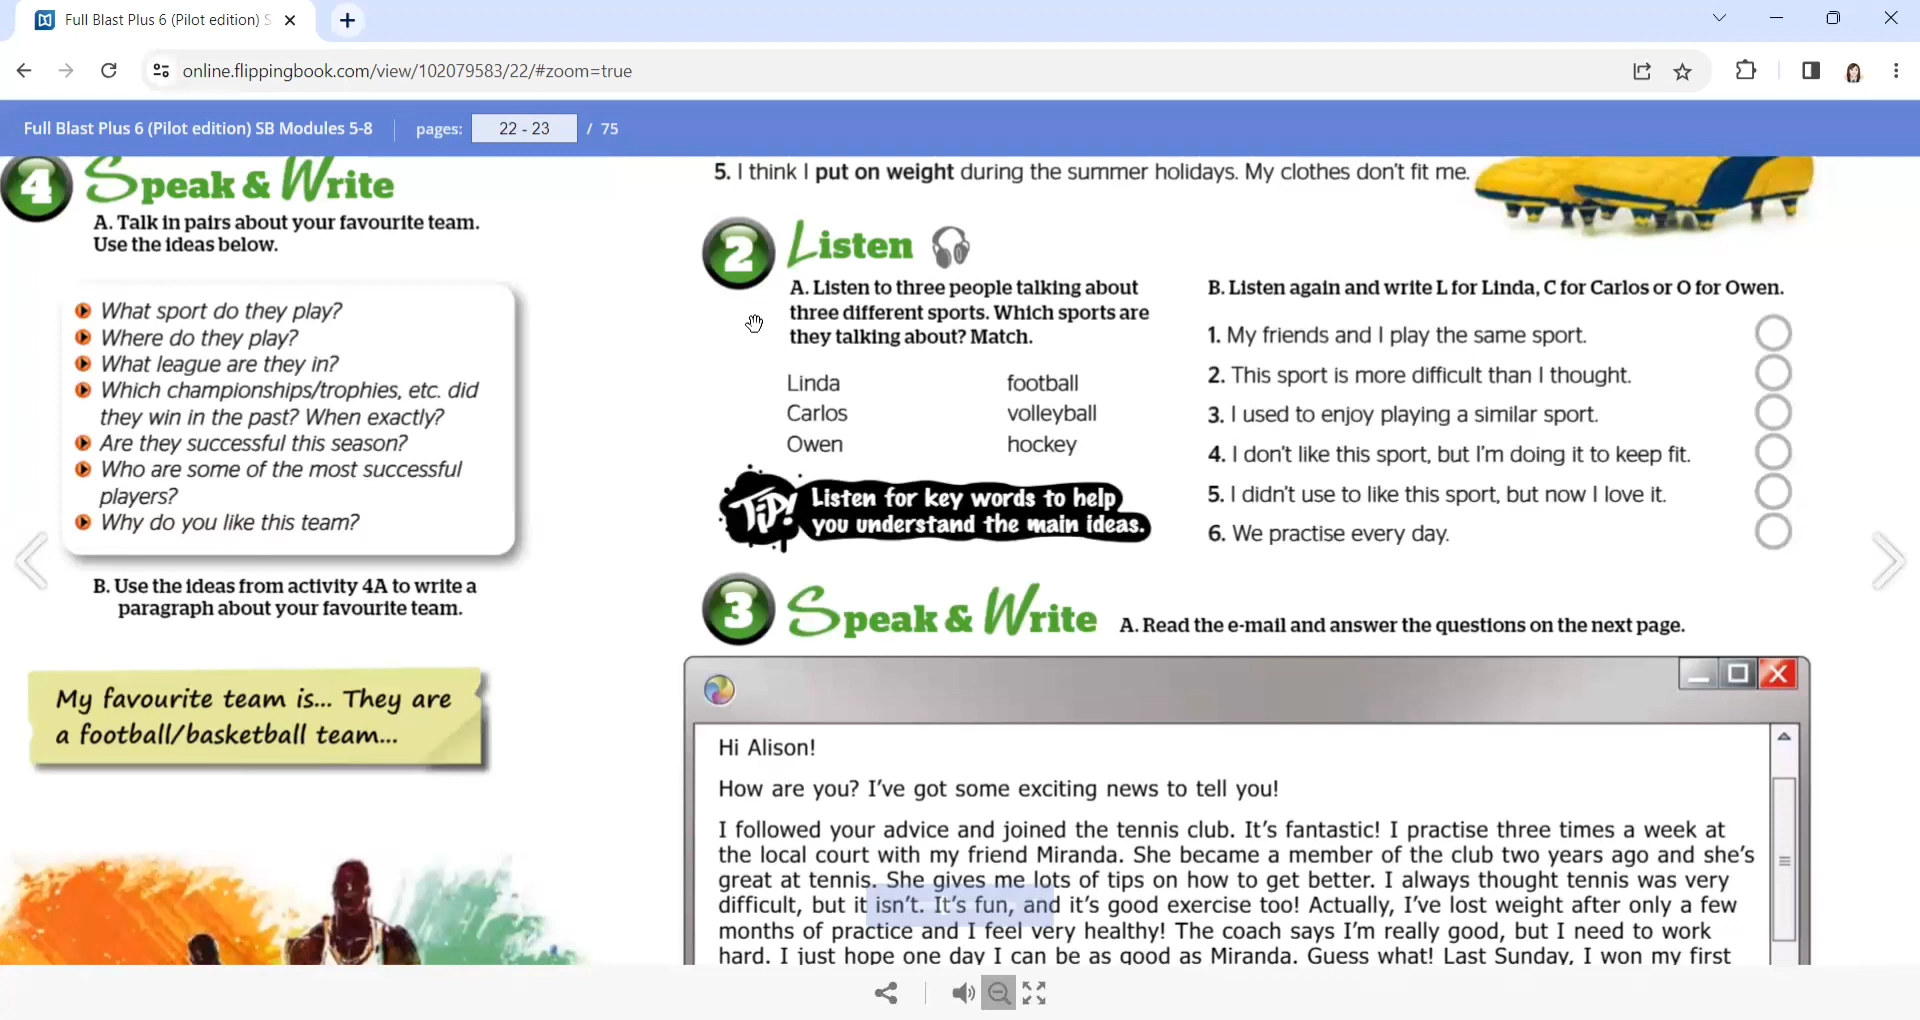 Full Blast Plus 6 (Pilot edition) S
online.flippingbook.com/view/102079583/22/#zoom=true
Full Blast Plus 6 (Pilot edition) SB Modules 5-8
pages:
22 - 23
/ 75
4 Speak & Write
A. Talk in pairs about your favourite team.
Use the ideas below.
What sport do they play?
Where do they play?
What league are they in?
Which championships/trophies, etc. did
they win in the past? When exactly?
Are they successful this season?
Who are some of the most successful
players?
Why do you like this team?
B. Use the ideas from activity 4A to write a
paragraph about your favourite team.
My favourite team is... They are
a football/basketball team...
5. I think I put on weight during the summer holidays. My clothes don't fit me.
2 Listen
A. Listen to three people talking about
three different sports. Which sports are
they talking about? Match.
Linda football
Carlos volleyball
Owen hockey
TIP! Listen for key words to help
you understand the main ideas.
B. Listen again and write L for Linda, C for Carlos or O for Owen.
1. My friends and I play the same sport.
2. This sport is more difficult than I thought.
3. I used to enjoy playing a similar sport.
4. I don't like this sport, but I'm doing it to keep fit.
5. I didn't use to like this sport, but now I love it.
6. We practise every day.
3 Speak & Write
A. Read the e-mail and answer the questions on the next page.
Hi Alison!
How are you? I've got some exciting news to tell you!
I followed your advice and joined the tennis club. It's fantastic! I practise three times a week at
the local court with my friend Miranda. She became a member of the club two years ago and she's
great at tennis. She gives me lots of tips on how to get better. I always thought tennis was very
difficult, but it isn't. It's fun, and it's good exercise too! Actually, I've lost weight after only a few
months of practice and I feel very healthy! The coach says I'm really good, but I need to work
hard. I just hope one day I can be as good as Miranda. Guess what! Last Sunday, I won my first